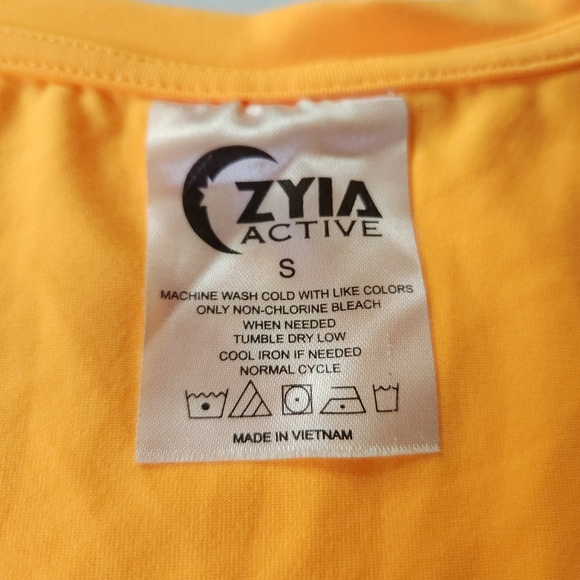 ZYIA
ACTIVE
S
MACHINE WASH COLD WITH LIKE COLORS
ONLY NON-CHLORINE BLEACH
WHEN NEEDED
TUMBLE DRY LOW
COOL IRON IF NEEDED
NORMAL CYCLE
MADE IN VIETNAM